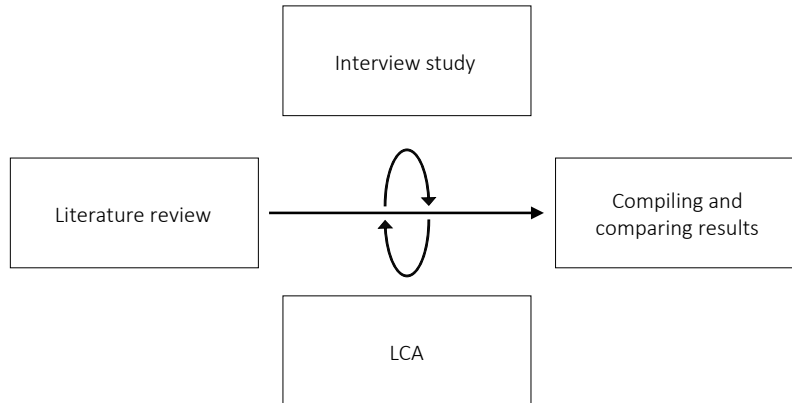 Interview study
Literature review
Compiling and
comparing results
LCA